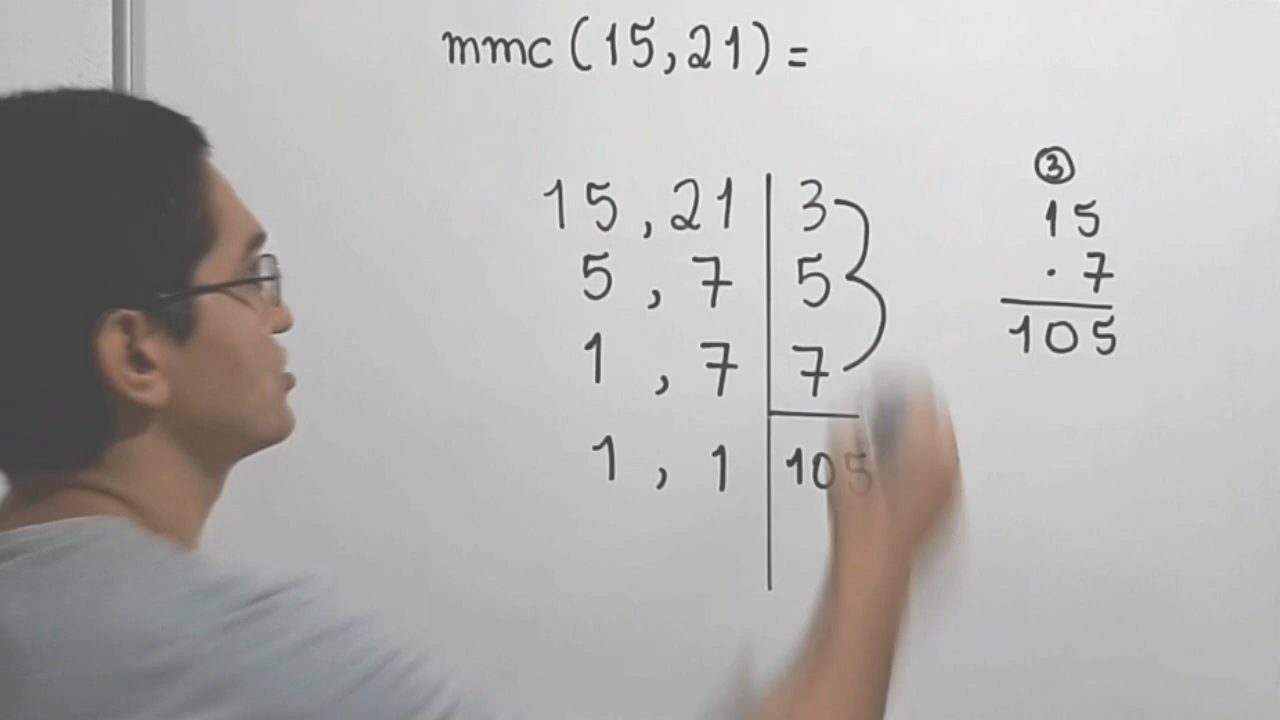 mmc (15,21) =
15 , 21 | 3
5 , 7 | 5
1 , 7 | 7
1 , 1 | 105
3
15
. 7
105